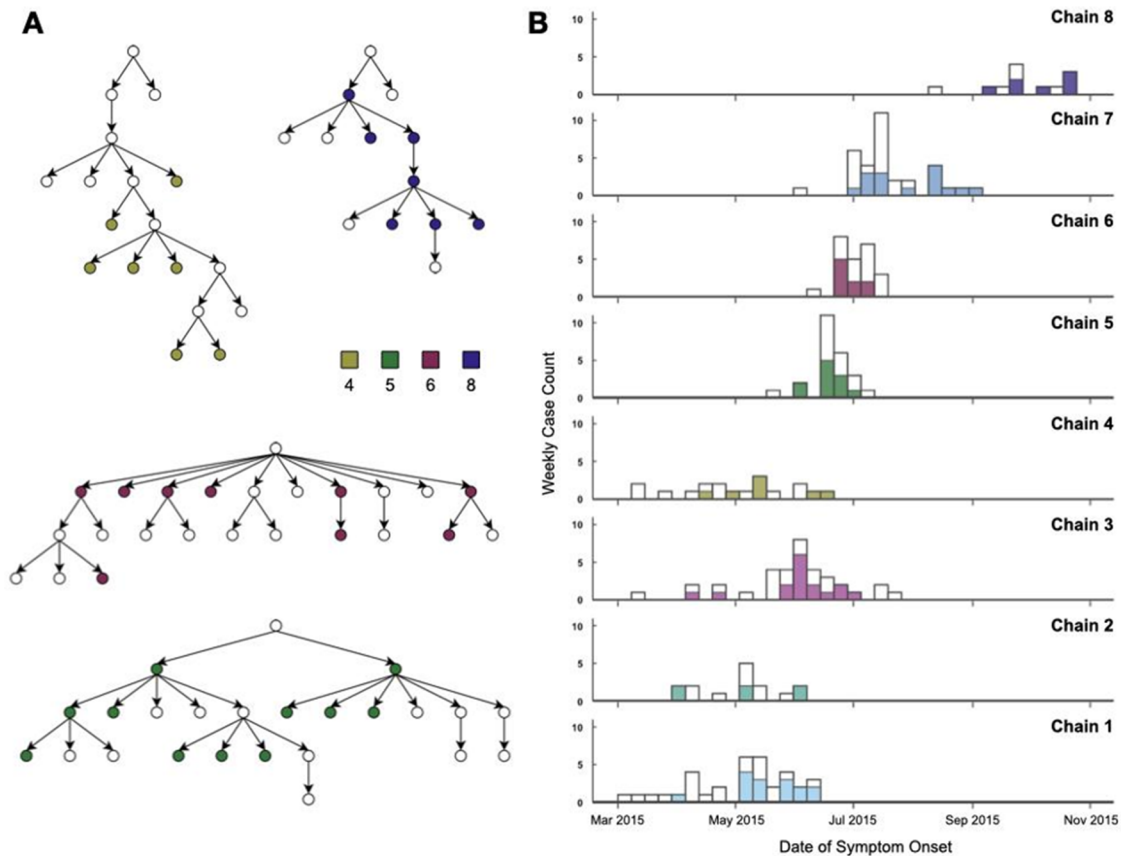 A
4 5 6 8
B
Weekly Case Count
Chain 8
10
5
0
Chain 7
10
5
0
Chain 6
10
5
0
Chain 5
10
5
0
Chain 4
10
5
0
Chain 3
10
5
0
Chain 2
10
5
0
Chain 1
10
5
0
Mar 2015 May 2015 Jul 2015 Sep 2015 Nov 2015
Date of Symptom Onset